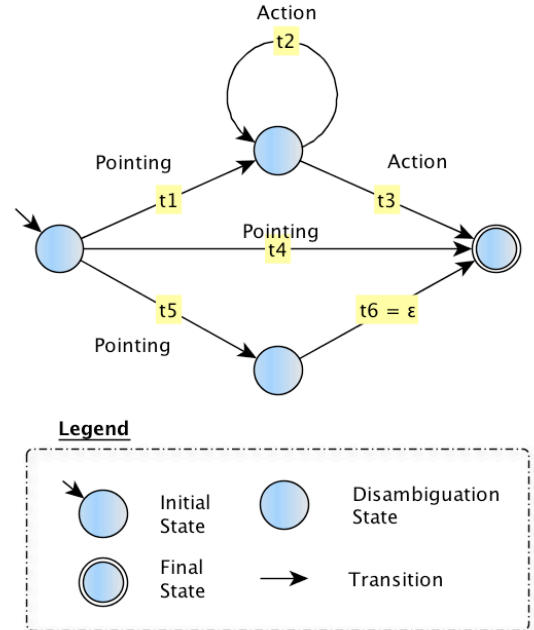 Action
t2
Pointing
Action
t1
t3
Pointing
t4
t5
t6 = ε
Pointing
Legend
Initial
State
Disambiguation
State
Final
State
Transition